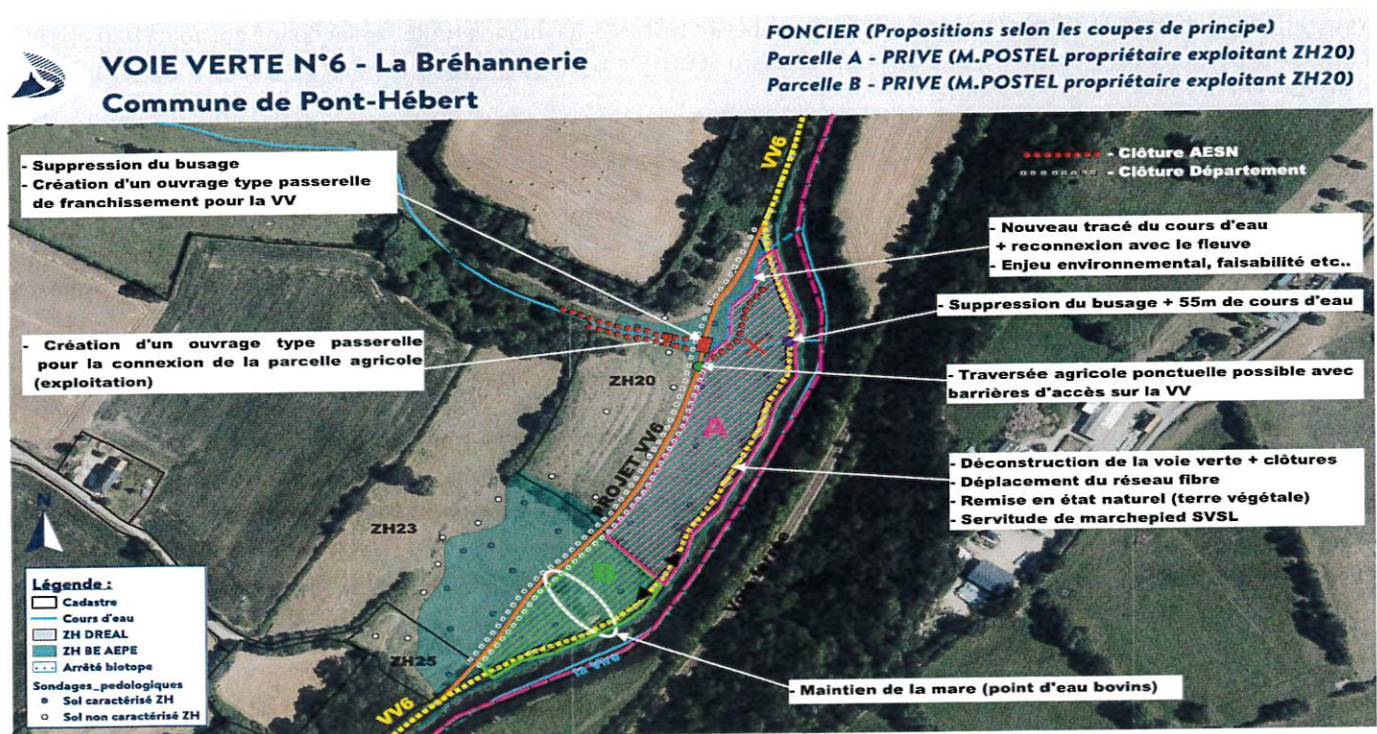 VOIE VERTE N°6 - La Bréhannerie
Commune de Pont-Hébert
FONCIER (Propositions selon les coupes de principe)
Parcelle A - PRIVE (M.POSTEL propriétaire exploitant ZH20)
Parcelle B - PRIVE (M.POSTEL propriétaire exploitant ZH20)
- Suppression du busage
- Création d'un ouvrage type passerelle
de franchissement pour la VV
VV6
- Clôture AESN
- Clôture Département
- Nouveau tracé du cours d'eau
+ reconnexion avec le fleuve
- Enjeu environnemental, faisabilité etc..
- Suppression du busage + 55m de cours d'eau
- Création d'un ouvrage type passerelle
pour la connexion de la parcelle agricole
(exploitation)
ZH20
- Traversée agricole ponctuelle possible avec
barrières d'accès sur la VV
A
PROJET VV6
- Déconstruction de la voie verte + clôtures
- Déplacement du réseau fibre
- Remise en état naturel (terre végétale)
- Servitude de marchepied SVSL
ZH23
N
B
ZH25
la Vire
VV6
- Maintien de la mare (point d'eau bovins)
Légende :
Cadastre
Cours d'eau
ZH DREAL
ZH BE AEPE
Arrêté biotope
Sondages_pedologiques
Sol caractérisé ZH
Sol non caractérisé ZH